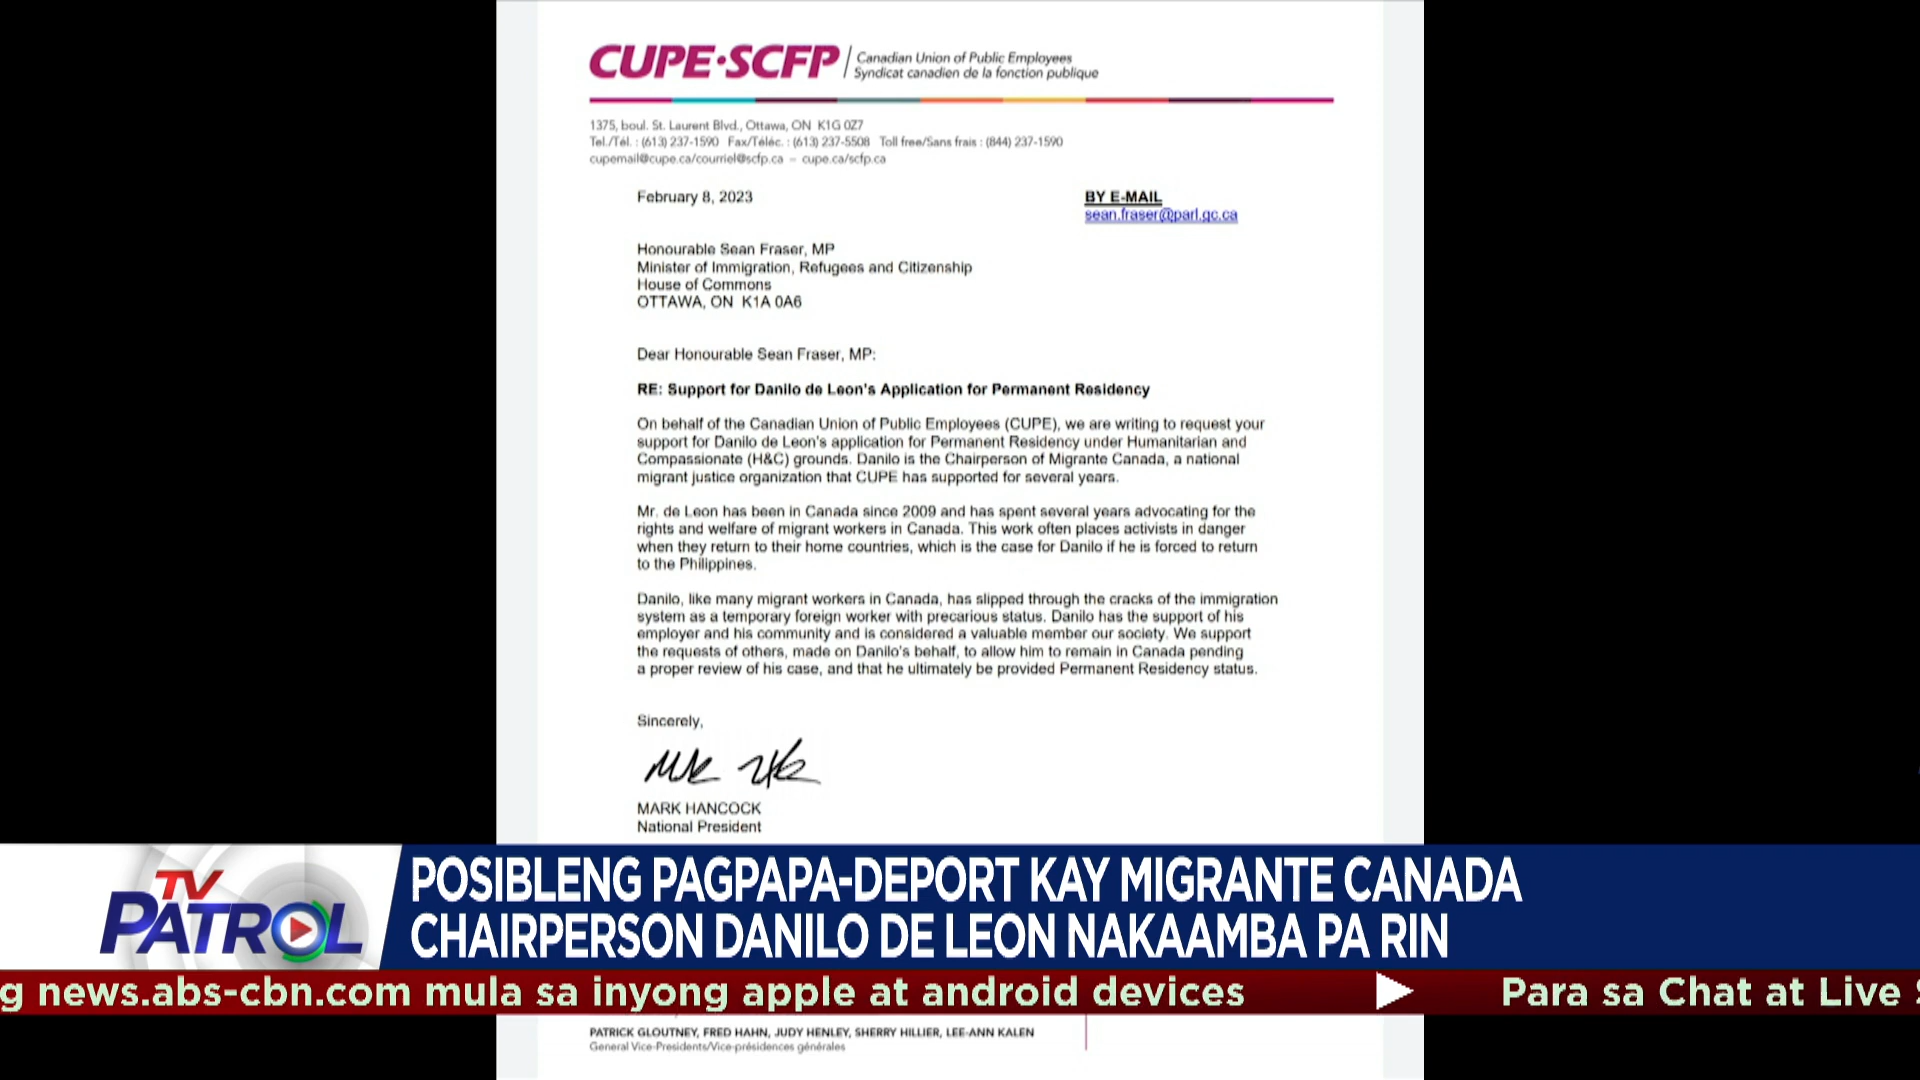 CUPE•SCFP
Canadian Union of Public Employees
Syndicat canadien de la fonction publique
1375, boul. St. Laurent Blvd., Ottawa, ON K1G 0Z7
Tel./Tél. : (613) 237-1590 Fax/Téléc. : (613) 237-5508 Toll free/Sans frais : (844) 237-1590
cupemail@cupe.ca/courriel@scfp.ca – cupe.ca/scfp.ca
February 8, 2023
BY E-MAIL
sean.fraser@parl.gc.ca
Honourable Sean Fraser, MP
Minister of Immigration, Refugees and Citizenship
House of Commons
OTTAWA, ON K1A 0A6
Dear Honourable Sean Fraser, MP:
RE: Support for Danilo de Leon's Application for Permanent Residency
On behalf of the Canadian Union of Public Employees (CUPE), we are writing to request your
support for Danilo de Leon's application for Permanent Residency under Humanitarian and
Compassionate (H&C) grounds. Danilo is the Chairperson of Migrante Canada, a national
migrant justice organization that CUPE has supported for several years.
Mr. de Leon has been in Canada since 2009 and has spent several years advocating for the
rights and welfare of migrant workers in Canada. This work often places activists in danger
when they return to their home countries, which is the case for Danilo if he is forced to return
to the Philippines.
Danilo, like many migrant workers in Canada, has slipped through the cracks of the immigration
system as a temporary foreign worker with precarious status. Danilo has the support of his
employer and his community and is considered a valuable member our society. We support
the requests of others, made on Danilo's behalf, to allow him to remain in Canada pending
a proper review of his case, and that he ultimately be provided Permanent Residency status.
Sincerely,
MARK HANCOCK
National President
TV
PATROL
POSIBLENG PAGPAPA-DEPORT KAY MIGRANTE CANADA
CHAIRPERSON DANILO DE LEON NAKAAMBA PA RIN
g news.abs-cbn.com mula sa inyong apple at android devices Para sa Chat at Live
PATRICK GLOUTNEY, FRED HAHN, JUDY HENLEY, SHERRY HILLIER, LEE-ANN KALEN
General Vice-Presidents/Vice-présidences générales